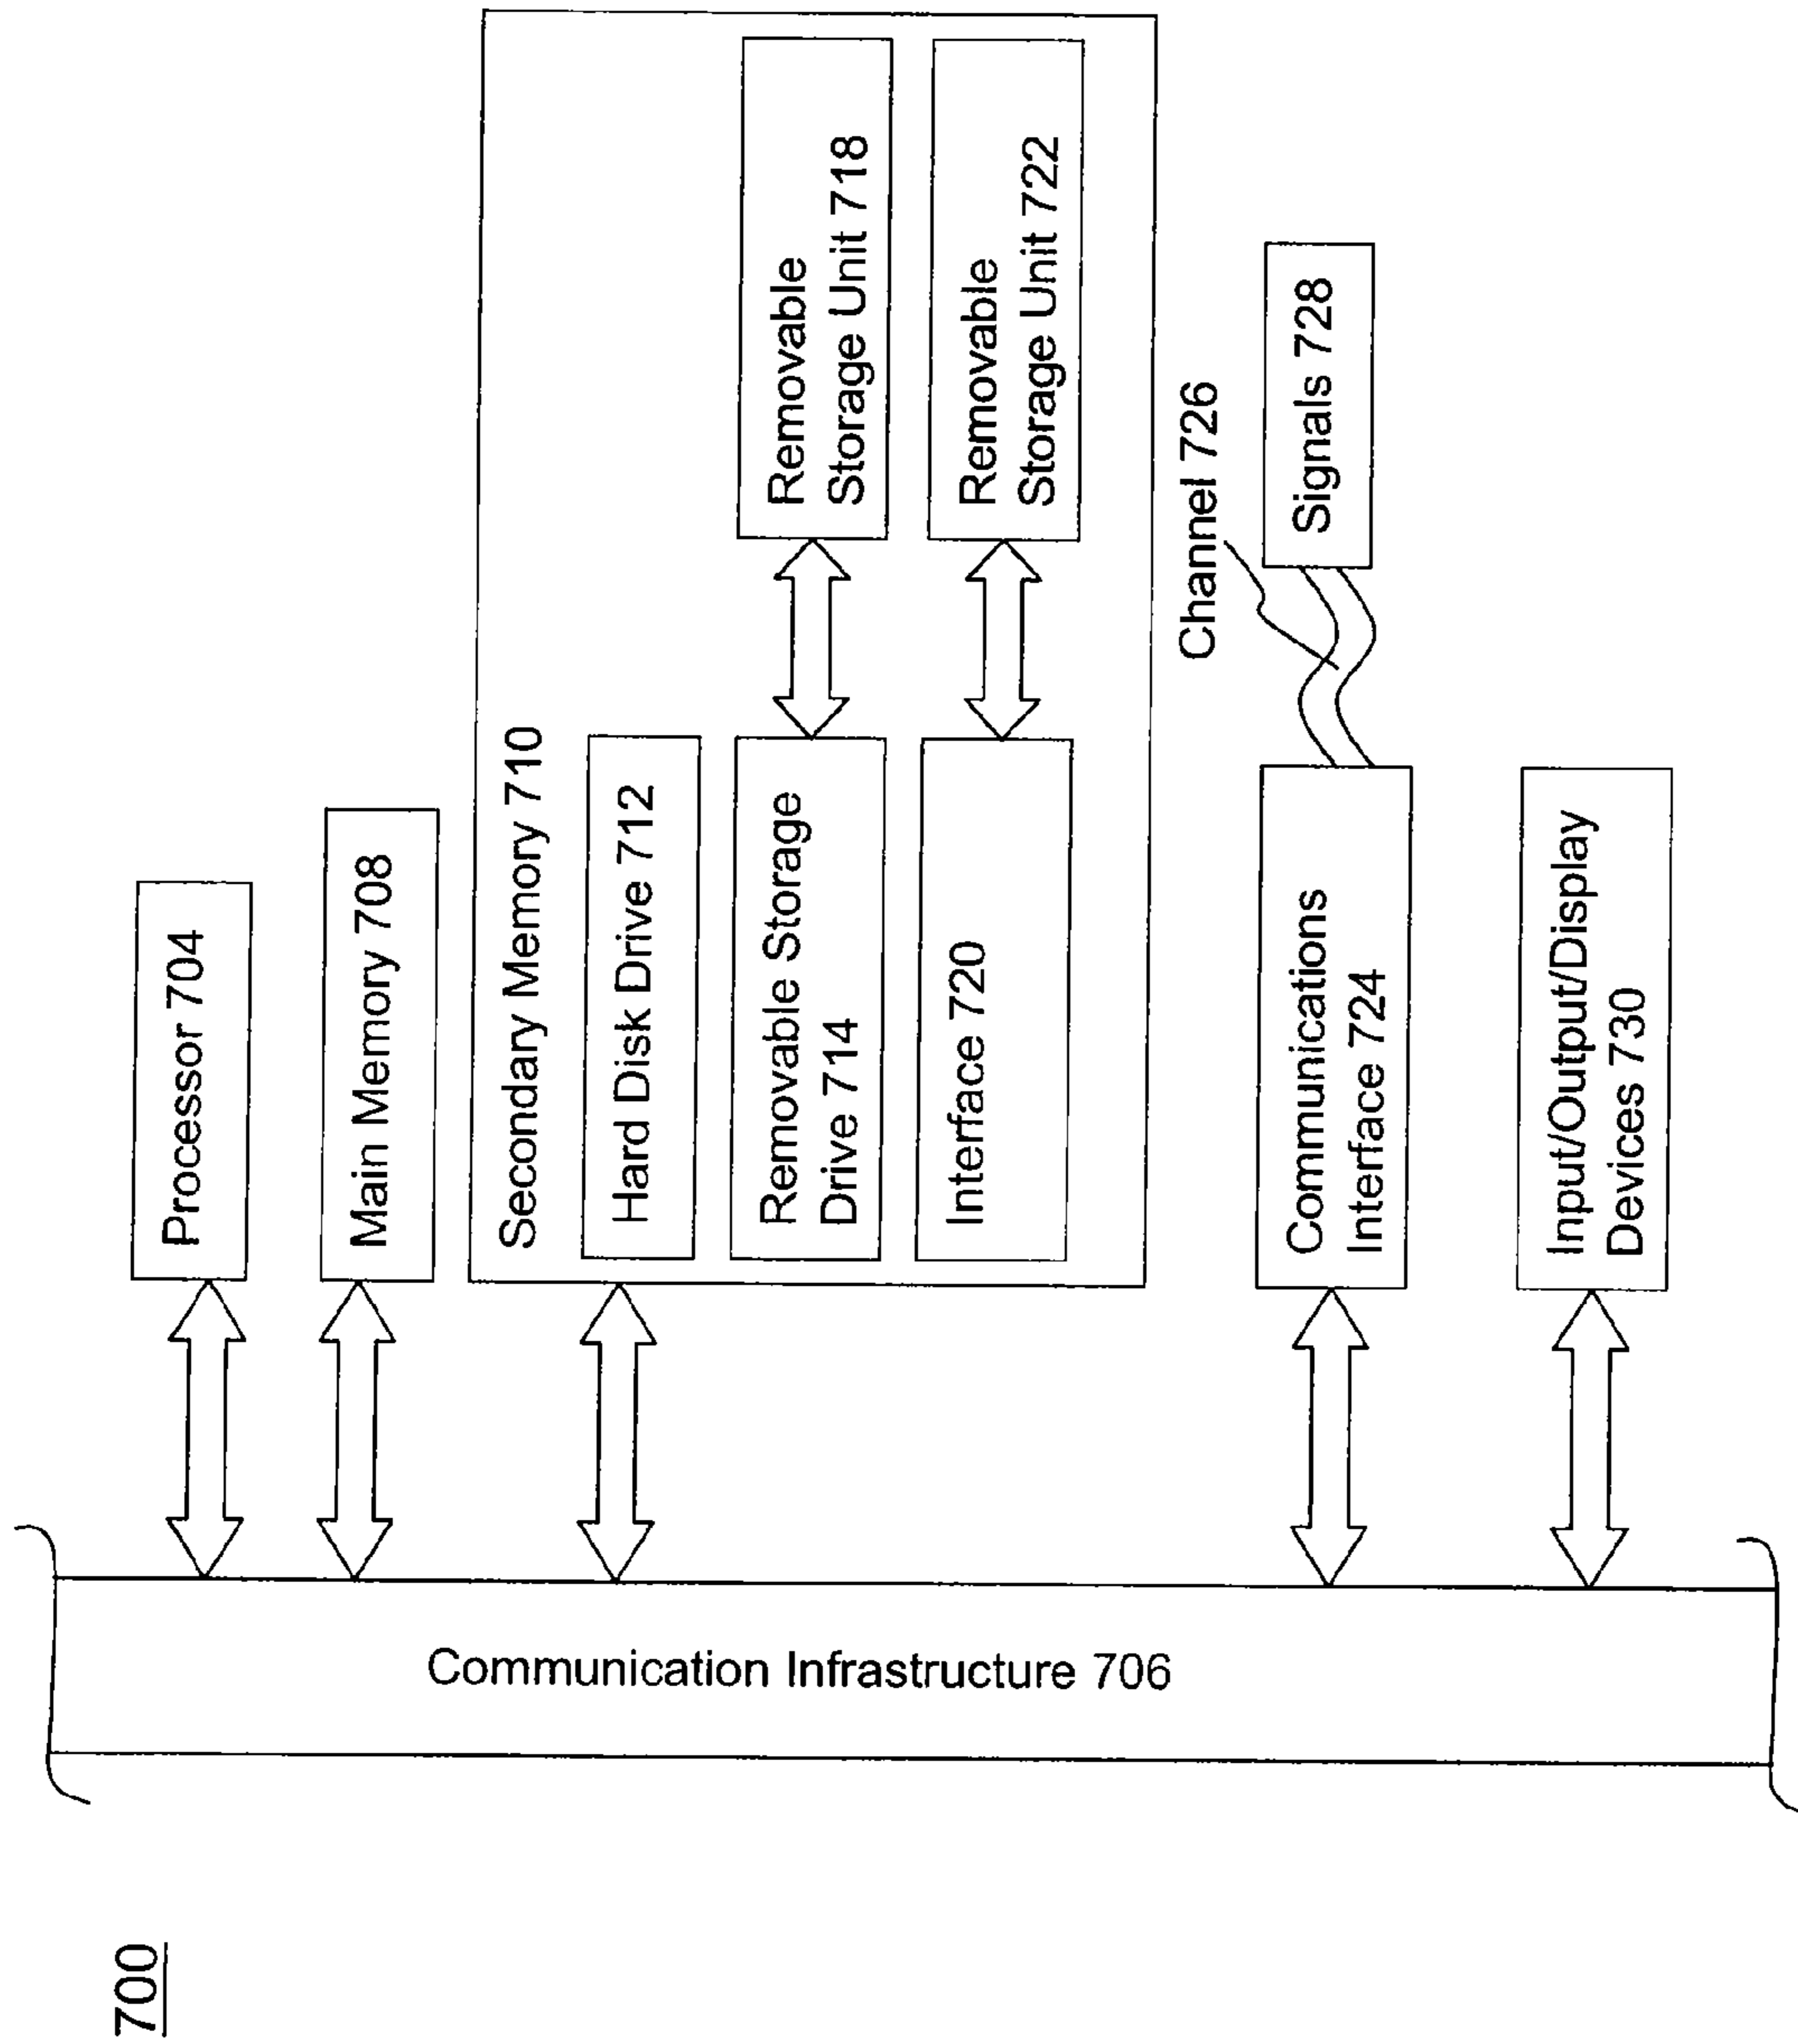 700
Processor 704
Main Memory 708
Secondary Memory 710
Hard Disk Drive 712
Removable Storage
Drive 714
Removable
Storage Unit 718
Interface 720
Removable
Storage Unit 722
Channel 726
Communications
Interface 724
Signals 728
Input/Output/Display
Devices 730
Communication Infrastructure 706